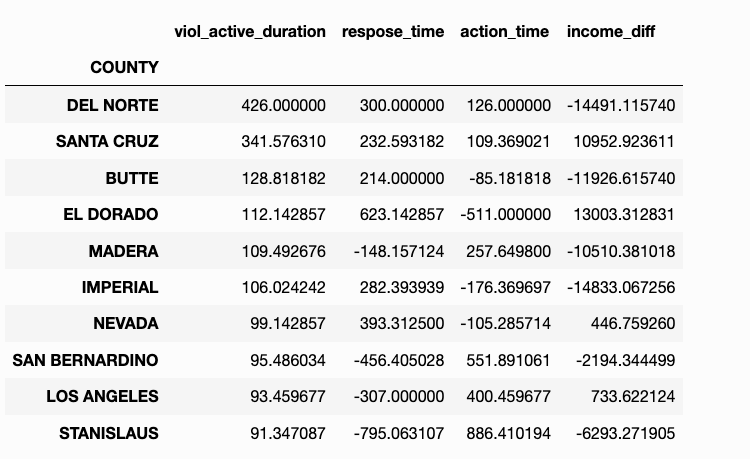 viol_active_duration respose_time action_time income_diff
COUNTY
DEL NORTE 426.000000 300.000000 126.000000 -14491.115740
SANTA CRUZ 341.576310 232.593182 109.369021 10952.923611
BUTTE 128.818182 214.000000 -85.181818 -11926.615740
EL DORADO 112.142857 623.142857 -511.000000 13003.312831
MADERA 109.492676 -148.157124 257.649800 -10510.381018
IMPERIAL 106.024242 282.393939 -176.369697 -14833.067256
NEVADA 99.142857 393.312500 -105.285714 446.759260
SAN BERNARDINO 95.486034 -456.405028 551.891061 -2194.344499
LOS ANGELES 93.459677 -307.000000 400.459677 733.622124
STANISLAUS 91.347087 -795.063107 886.410194 -6293.271905